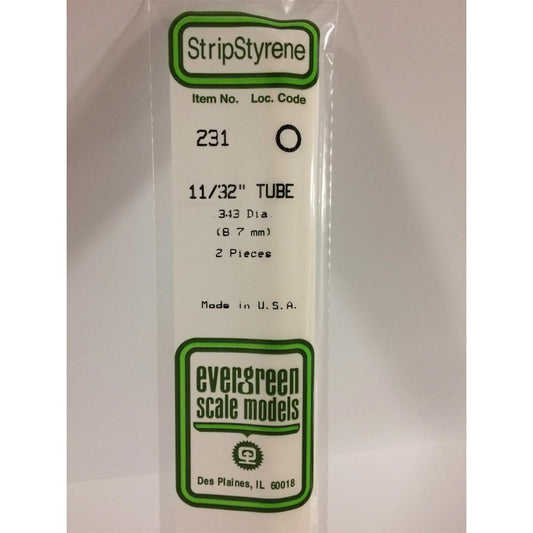 StripStyrene
Item No. Loc. Code
231 O
11/32" TUBE
.343 Dia
(8 7 mm)
2 Pieces
Made in U.S.A.
evergreen
scale models
Des Plaines, IL 60018